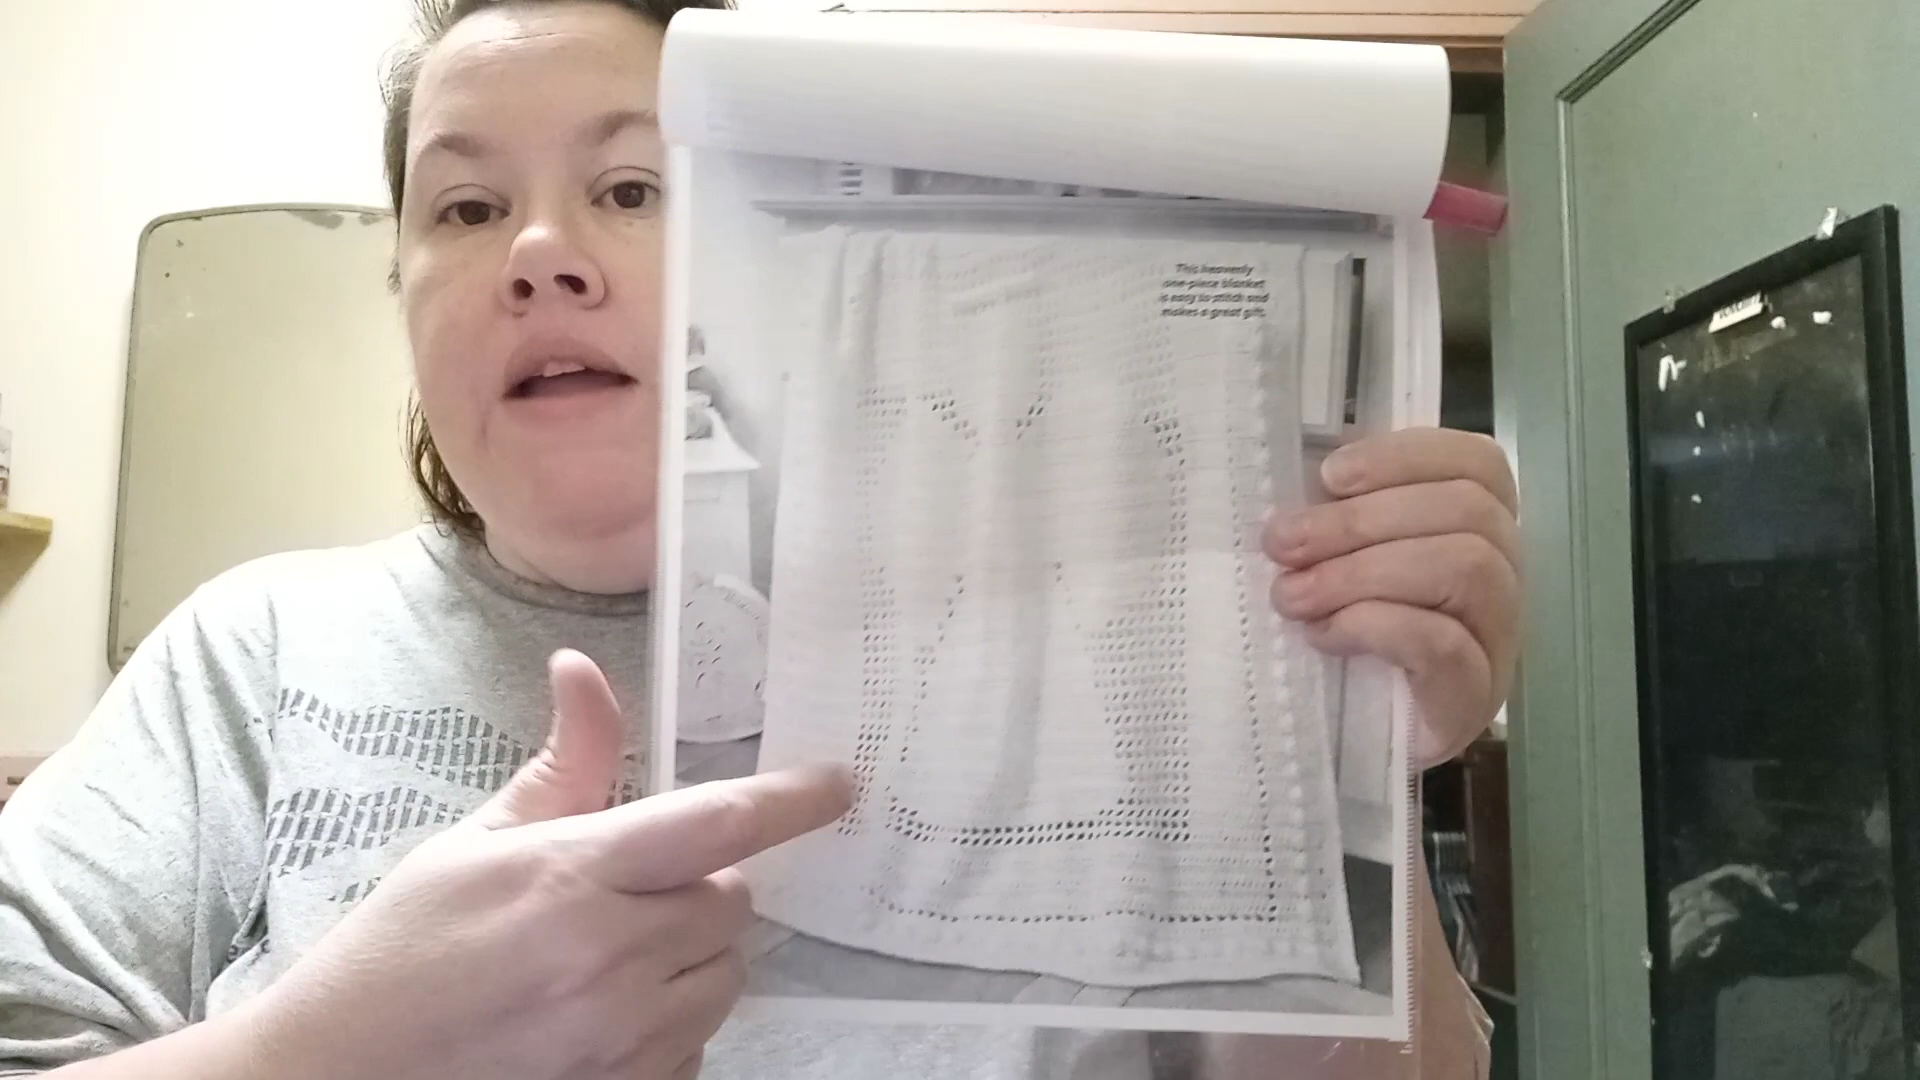 This heavenly
one-piece blanket
is easy to stitch and
makes a great gift.